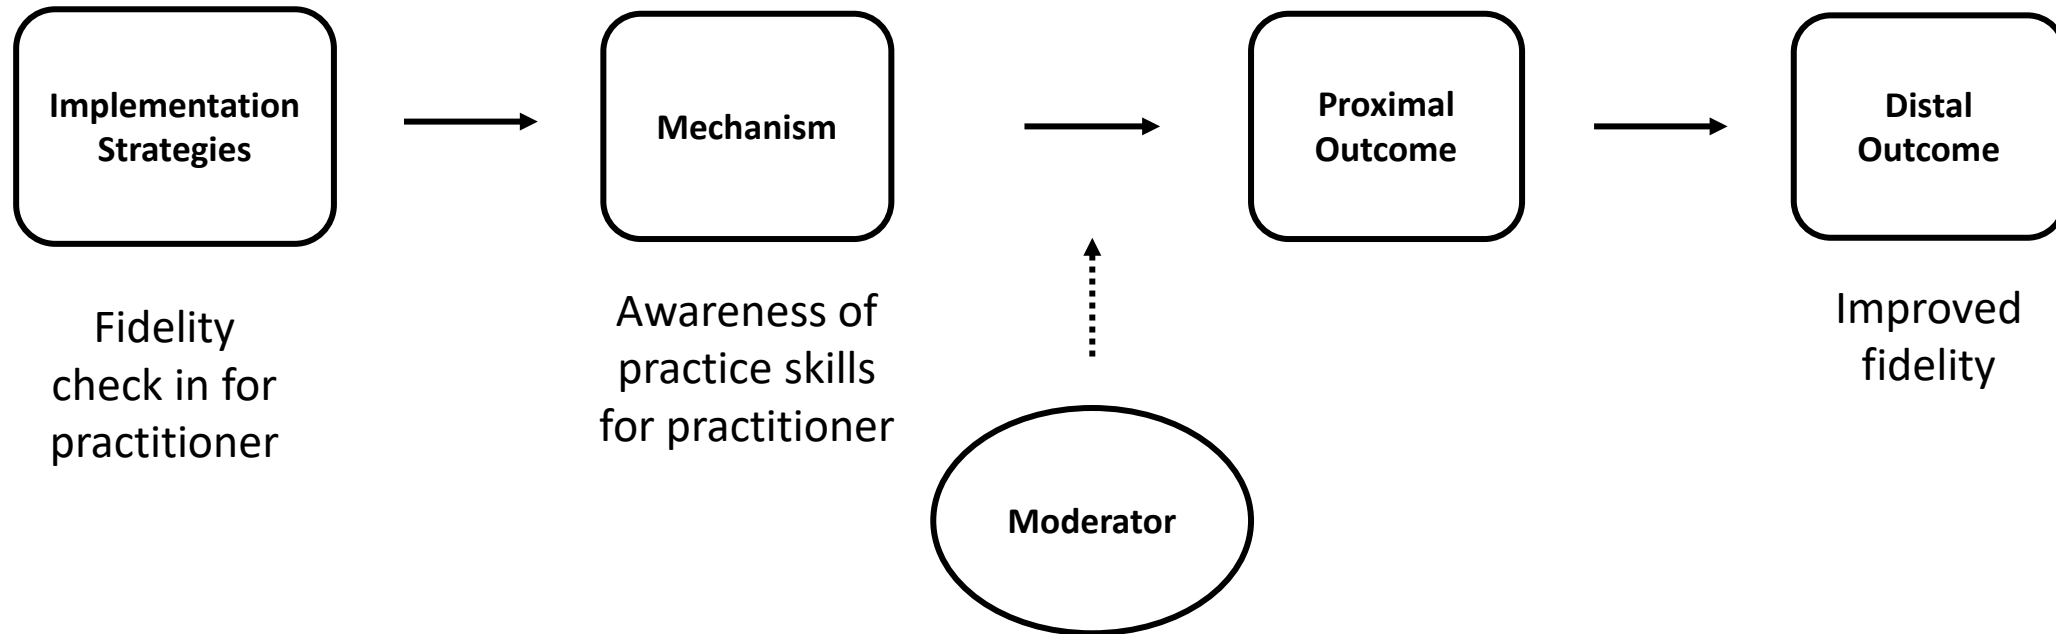 Implementation
Strategies
Mechanism
Proximal
Outcome
Distal
Outcome
Fidelity
check in for
practitioner
Awareness of
practice skills
for practitioner
Improved
fidelity
Moderator